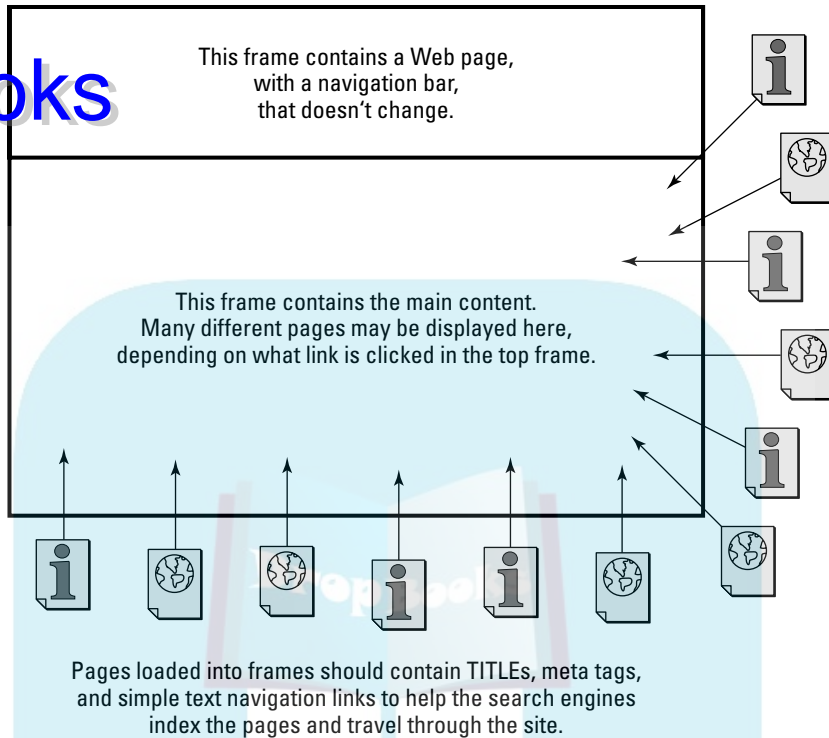 This frame contains a Web page,
with a navigation bar,
that doesn't change.
oks
This frame contains the main content.
Many different pages may be displayed here,
depending on what link is clicked in the top frame.
DropBooks
Pages loaded into frames should contain TITLEs, meta tags,
and simple text navigation links to help the search engines
index the pages and travel through the site.